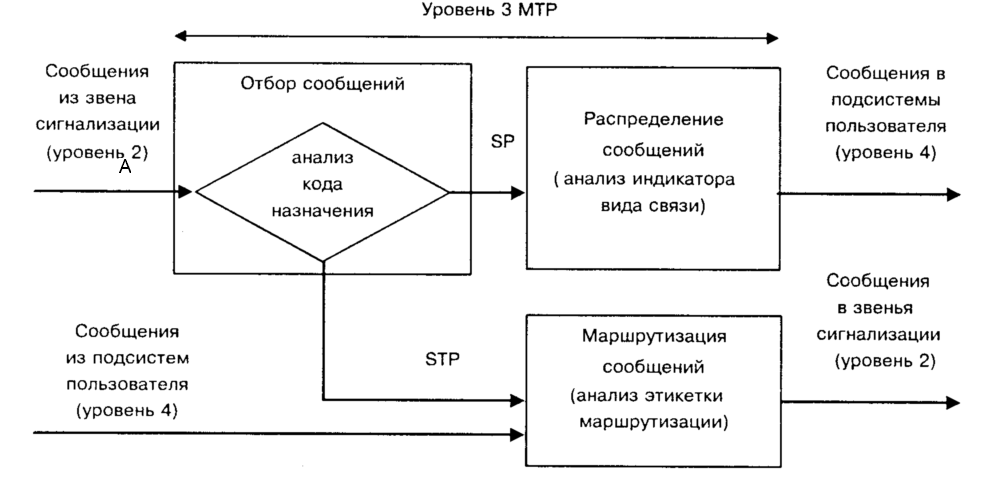 Уровень 3 МТР
Сообщения
из звена
сигнализации
(уровень 2)
А
Отбор сообщений
анализ
кода
назначения
SP
Распределение
сообщений
( анализ индикатора
вида связи)
Сообщения в
подсистемы
пользователя
(уровень 4)
Сообщения
из подсистем
пользователя
(уровень 4)
STP
Маршрутизация
сообщений
(анализ этикетки
маршрутизации)
Сообщения
в звенья
сигнализации
(уровень 2)